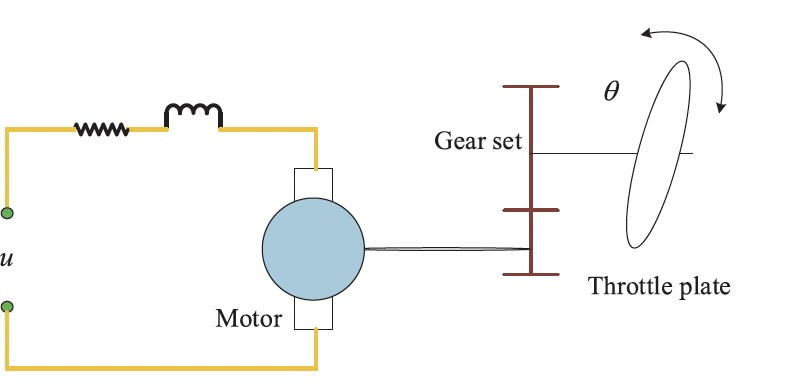 θ
Gear set
u
Throttle plate
Motor